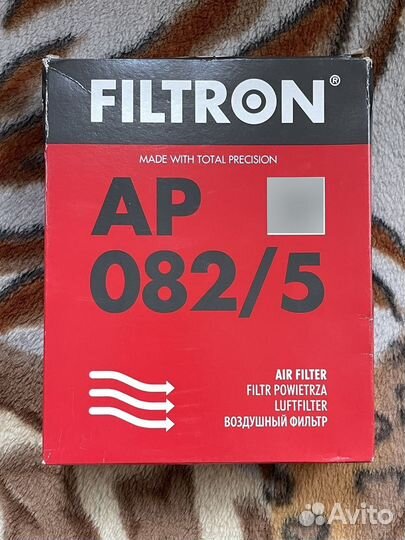 FILTRON®
MADE WITH TOTAL PRECISION
AP
082/5
AIR FILTER
FILTR POWIETRZA
LUFTFILTER
ВОЗДУШНЫЙ ФИЛЬТР
Avito